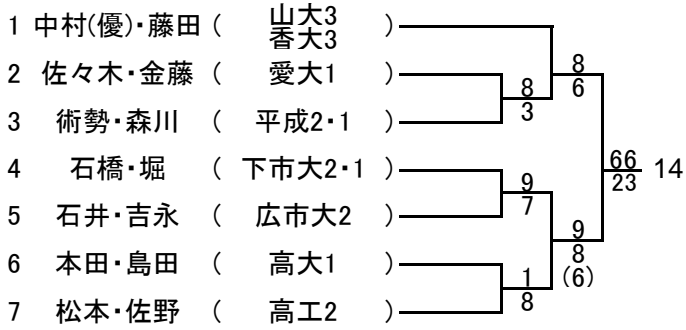 1 中村(優)・藤田 ( 山大3 香大3 )
8
6
2 佐々木・金藤 ( 愛大1 )
8
3
3 術勢・森川 ( 平成2・1 )
4 石橋・堀 ( 下市大2・1 )
66
23
14
9
7
5 石井・吉永 ( 広市大2 )
9
8
(6)
6 本田・島田 ( 高大1 )
1
8
7 松本・佐野 ( 高工2 )